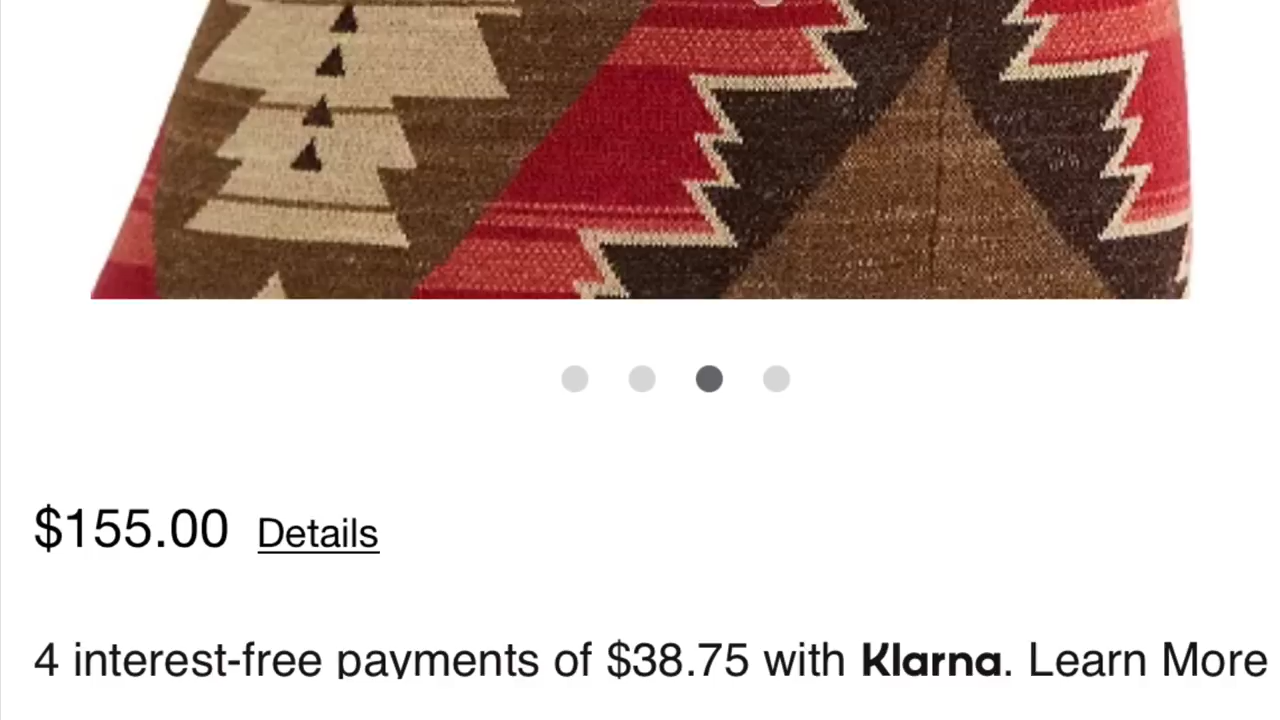 $155.00 Details
4 interest-free payments of $38.75 with Klarna. Learn More